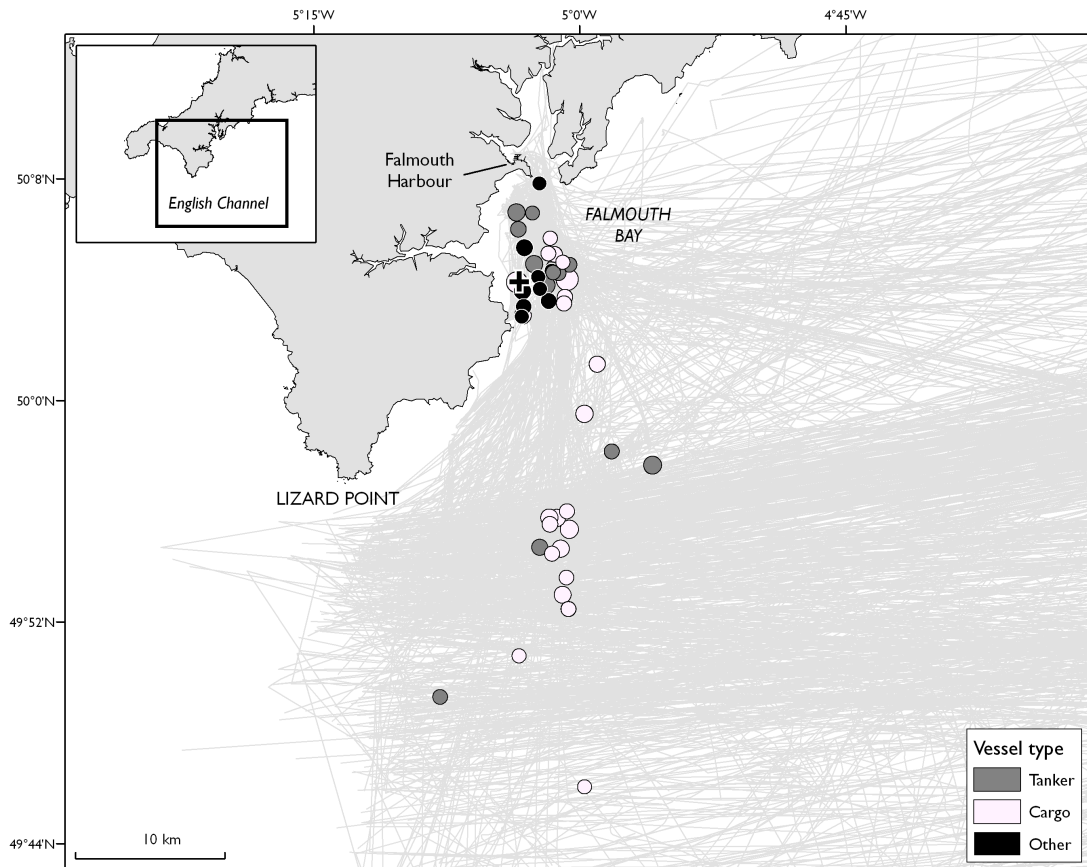 5°15'W
5°0'W
4°45'W
English Channel
Falmouth
Harbour
50°8'N
FALMOUTH
BAY
50°0'N
LIZARD POINT
49°52'N
Vessel type
Tanker
Cargo
Other
10 km
49°44'N